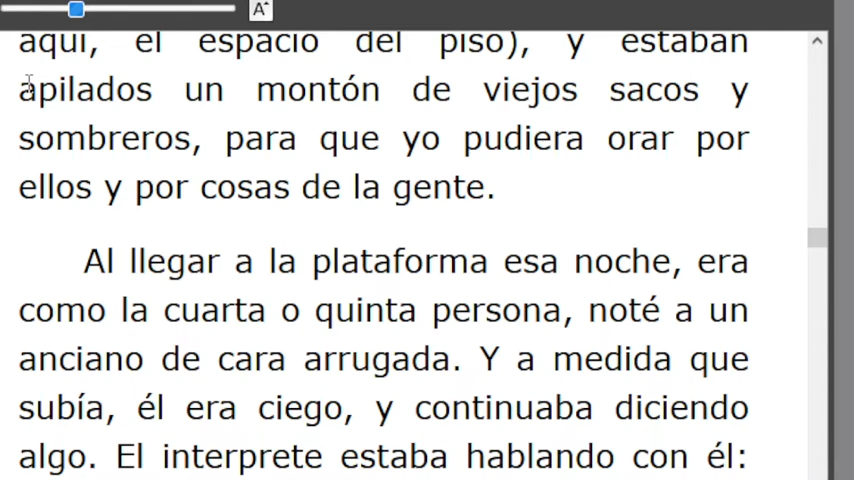 A
aquí, el espacio del piso), y estaban
apilados un montón de viejos sacos y
sombreros, para que yo pudiera orar por
ellos y por cosas de la gente.
Al llegar a la plataforma esa noche, era
como la cuarta o quinta persona, noté a un
anciano de cara arrugada. Y a medida que
subía, él era ciego, y continuaba diciendo
algo. El interprete estaba hablando con él: